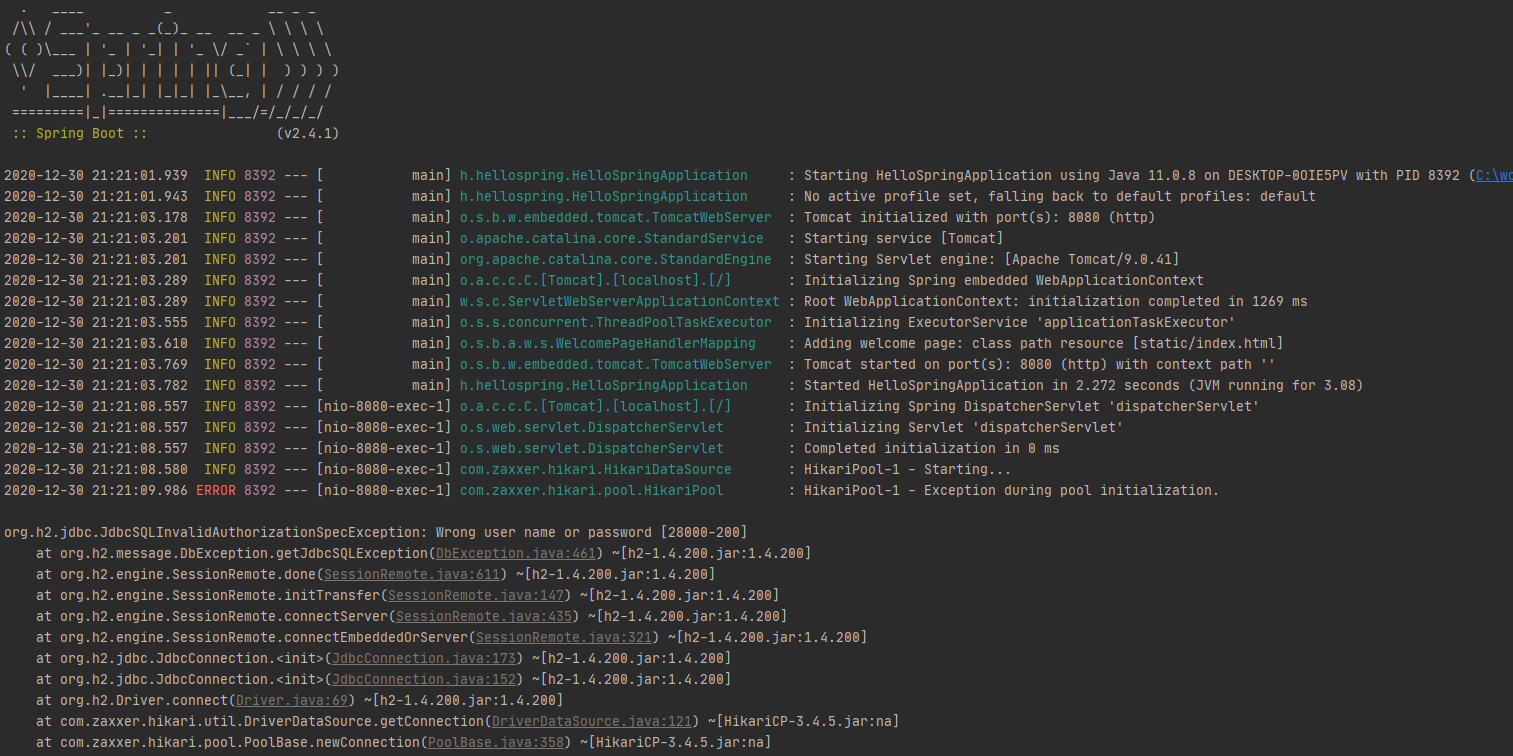 :: Spring Boot ::                (v2.4.1)
2020-12-30 21:21:01.939  INFO 8392 --- [           main] h.hellospring.HelloSpringApplication     : Starting HelloSpringApplication using Java 11.0.8 on DESKTOP-0OIE5PV with PID 8392 (C:\wo
2020-12-30 21:21:01.943  INFO 8392 --- [           main] h.hellospring.HelloSpringApplication     : No active profile set, falling back to default profiles: default
2020-12-30 21:21:03.178  INFO 8392 --- [           main] o.s.b.w.embedded.tomcat.TomcatWebServer  : Tomcat initialized with port(s): 8080 (http)
2020-12-30 21:21:03.201  INFO 8392 --- [           main] o.apache.catalina.core.StandardService   : Starting service [Tomcat]
2020-12-30 21:21:03.201  INFO 8392 --- [           main] org.apache.catalina.core.StandardEngine  : Starting Servlet engine: [Apache Tomcat/9.0.41]
2020-12-30 21:21:03.289  INFO 8392 --- [           main] o.a.c.c.C.[Tomcat].[localhost].[/]       : Initializing Spring embedded WebApplicationContext
2020-12-30 21:21:03.289  INFO 8392 --- [           main] w.s.c.ServletWebServerApplicationContext : Root WebApplicationContext: initialization completed in 1269 ms
2020-12-30 21:21:03.555  INFO 8392 --- [           main] o.s.s.concurrent.ThreadPoolTaskExecutor  : Initializing ExecutorService 'applicationTaskExecutor'
2020-12-30 21:21:03.610  INFO 8392 --- [           main] o.s.b.a.w.s.WelcomePageHandlerMapping    : Adding welcome page: class path resource [static/index.html]
2020-12-30 21:21:03.769  INFO 8392 --- [           main] o.s.b.w.embedded.tomcat.TomcatWebServer  : Tomcat started on port(s): 8080 (http) with context path ''
2020-12-30 21:21:03.782  INFO 8392 --- [           main] h.hellospring.HelloSpringApplication     : Started HelloSpringApplication in 2.272 seconds (JVM running for 3.08)
2020-12-30 21:21:08.557  INFO 8392 --- [nio-8080-exec-1] o.a.c.c.C.[Tomcat].[localhost].[/]       : Initializing Spring DispatcherServlet 'dispatcherServlet'
2020-12-30 21:21:08.557  INFO 8392 --- [nio-8080-exec-1] o.s.web.servlet.DispatcherServlet        : Initializing Servlet 'dispatcherServlet'
2020-12-30 21:21:08.557  INFO 8392 --- [nio-8080-exec-1] o.s.web.servlet.DispatcherServlet        : Completed initialization in 0 ms
2020-12-30 21:21:08.580  INFO 8392 --- [nio-8080-exec-1] com.zaxxer.hikari.HikariDataSource       : HikariPool-1 - Starting...
2020-12-30 21:21:09.986 ERROR 8392 --- [nio-8080-exec-1] com.zaxxer.hikari.pool.HikariPool        : HikariPool-1 - Exception during pool initialization.
org.h2.jdbc.JdbcSQLInvalidAuthorizationSpecException: Wrong user name or password [28000-200]
at org.h2.message.DbException.getJdbcSQLException(DbException.java:461) ~[h2-1.4.200.jar:1.4.200]
at org.h2.engine.SessionRemote.done(SessionRemote.java:611) ~[h2-1.4.200.jar:1.4.200]
at org.h2.engine.SessionRemote.initTransfer(SessionRemote.java:147) ~[h2-1.4.200.jar:1.4.200]
at org.h2.engine.SessionRemote.connectServer(SessionRemote.java:435) ~[h2-1.4.200.jar:1.4.200]
at org.h2.engine.SessionRemote.connectEmbeddedOrServer(SessionRemote.java:321) ~[h2-1.4.200.jar:1.4.200]
at org.h2.jdbc.JdbcConnection.<init>(JdbcConnection.java:173) ~[h2-1.4.200.jar:1.4.200]
at org.h2.jdbc.JdbcConnection.<init>(JdbcConnection.java:152) ~[h2-1.4.200.jar:1.4.200]
at org.h2.Driver.connect(Driver.java:69) ~[h2-1.4.200.jar:1.4.200]
at com.zaxxer.hikari.util.DriverDataSource.getConnection(DriverDataSource.java:121) ~[HikariCP-3.4.5.jar:na]
at com.zaxxer.hikari.pool.PoolBase.newConnection(PoolBase.java:358) ~[HikariCP-3.4.5.jar:na]